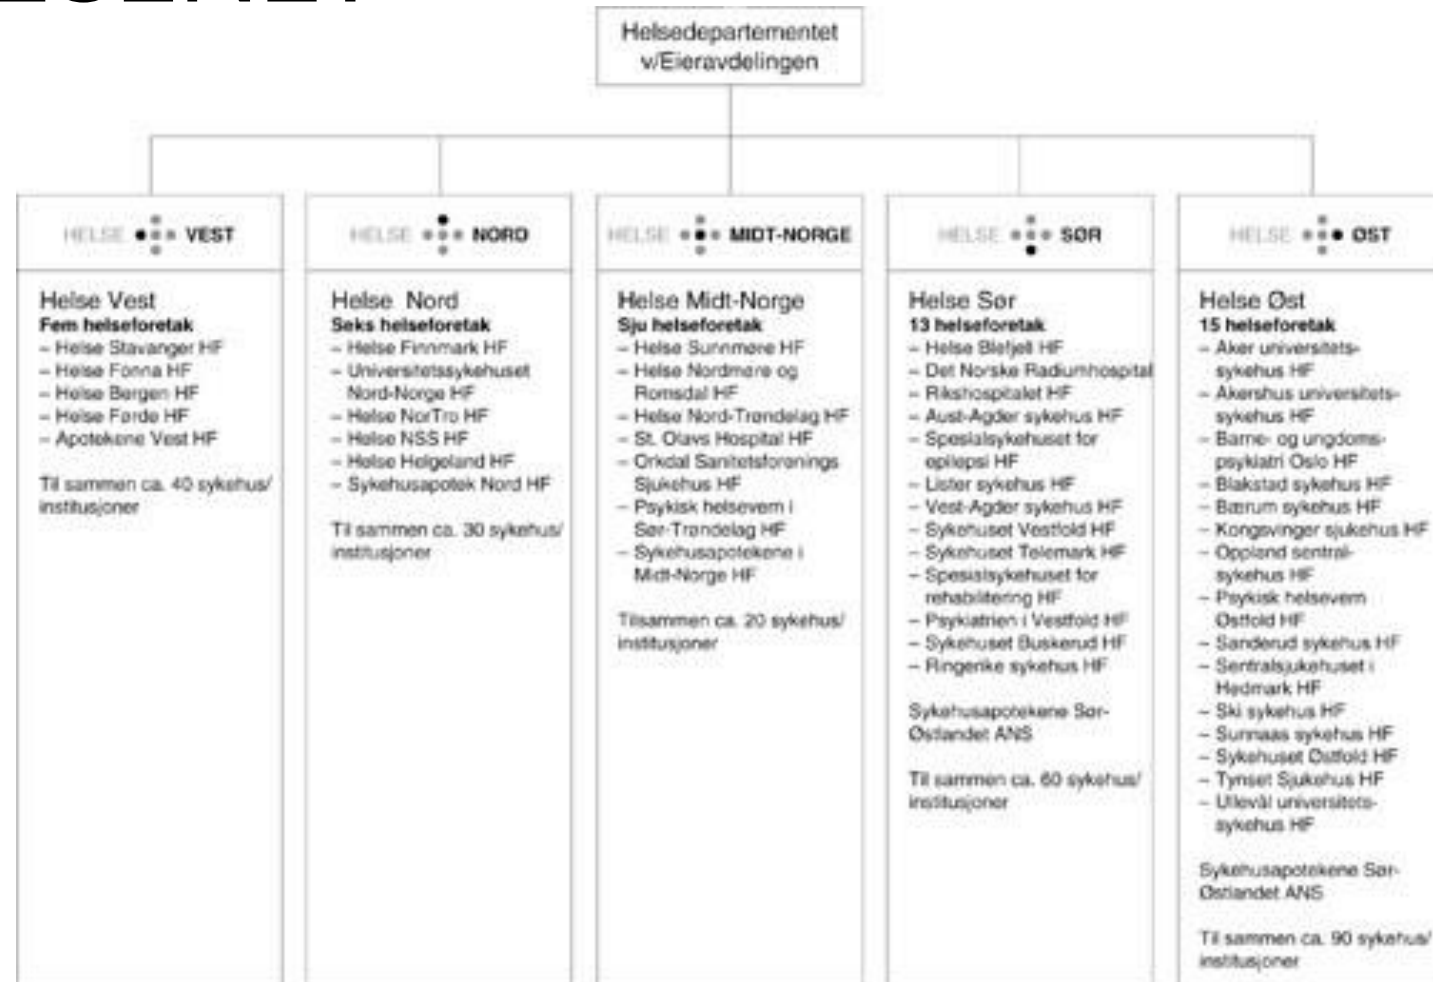 Helsedepartementet
v/Eieravdelingen
HELSE VEST
Helse Vest
Fem helseforetak
– Helse Stavanger HF
– Helse Fonna HF
– Helse Bergen HF
– Helse Førde HF
– Apotekene Vest HF
Til sammen ca. 40 sykehus/
institusjoner
HELSE NORD
Helse Nord
Seks helseforetak
– Helse Finnmark HF
– Universitetssykehuset
Nord-Norge HF
– Helse NorTro HF
– Helse NSS HF
– Helse Helgeland HF
– Sykehusapotek Nord HF
Til sammen ca. 30 sykehus/
institusjoner
HELSE MIDT-NORGE
Helse Midt-Norge
Sju helseforetak
– Helse Sunnmøre HF
– Helse Nordmøre og
Romsdal HF
– Helse Nord-Trøndelag HF
– St. Olavs Hospital HF
– Orkdal Sanitetsforenings
Sjukehus HF
– Psykisk helsevern i
Sør-Trøndelag HF
– Sykehusapotekene i
Midt-Norge HF
Tilsammen ca. 20 sykehus/
institusjoner
HELSE SØR
Helse Sør
13 helseforetak
– Helse Blefjell HF
– Det Norske Radiumhospital
– Rikshospitalet HF
– Aust-Agder sykehus HF
– Spesialsykehuset for
epilepsi HF
– Lister sykehus HF
– Vest-Agder sykehus HF
– Sykehuset Vestfold HF
– Sykehuset Telemark HF
– Spesialsykehuset for
rehabilitering HF
– Psykiatrien i Vestfold HF
– Sykehuset Buskerud HF
– Ringerike sykehus HF
Sykehusapotekene Sør-
Østlandet ANS
Til sammen ca. 60 sykehus/
institusjoner
HELSE ØST
Helse Øst
15 helseforetak
– Aker universitets-
sykehus HF
– Akershus universitets-
sykehus HF
– Barne- og ungdoms-
psykiatri Oslo HF
– Blakstad sykehus HF
– Bærum sykehus HF
– Kongsvinger sjukehus HF
– Oppland sentral-
sykehus HF
– Psykisk helsevern
Østfold HF
– Sanderud sykehus HF
– Sentralsjukehuset i
Hedmark HF
– Ski sykehus HF
– Sunnaas sykehus HF
– Sykehuset Østfold HF
– Tynset Sjukehus HF
– Ullevål universitets-
sykehus HF
Sykehusapotekene Sør-
Østlandet ANS
Til sammen ca. 90 sykehus/
institusjoner